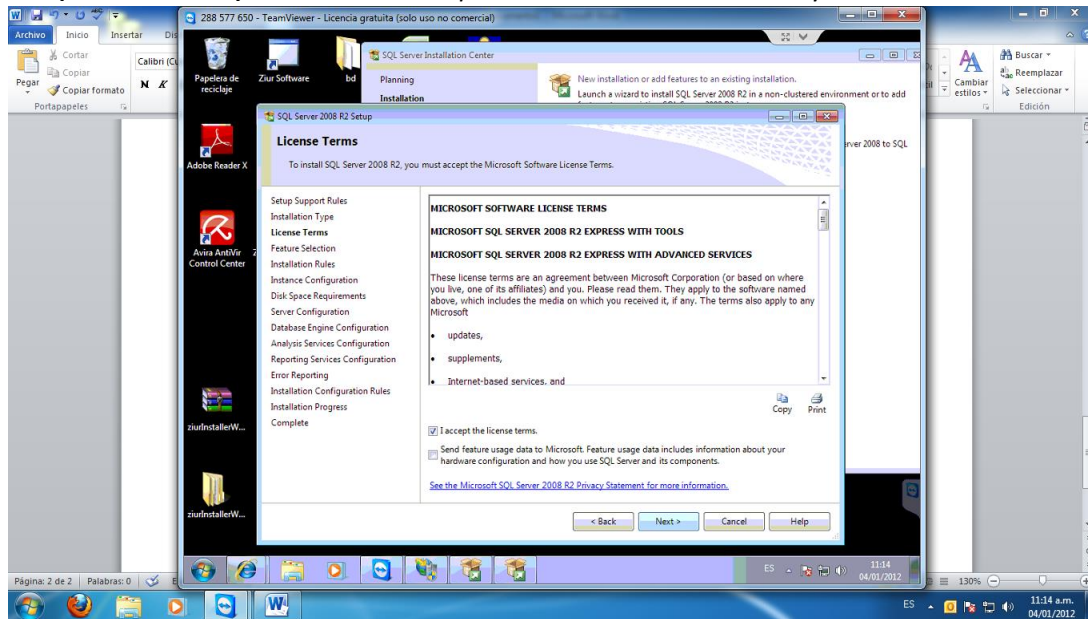 288 577 650 - TeamViewer - Licencia gratuita (solo uso no comercial)
Archivo
Inicio
Insertar
Pegar
Cortar
Copiar
Copiar formato
Portapapeles
Calibri
N K
Cambiar
estilos
Buscar
Reemplazar
Seleccionar
Edición
Papelera de
reciclaje
Ziur Software
bd
Adobe Reader X
Avira AntiVir
Control Center
ziurInstallerW...
ziurInstallerW...
SQL Server Installation Center
Planning
Installation
New installation or add features to an existing installation.
Launch a wizard to install SQL Server 2008 R2 in a non-clustered environment or to add
erver 2008 to SQL
SQL Server 2008 R2 Setup
License Terms
To install SQL Server 2008 R2, you must accept the Microsoft Software License Terms.
Setup Support Rules
Installation Type
License Terms
Feature Selection
Installation Rules
Instance Configuration
Disk Space Requirements
Server Configuration
Database Engine Configuration
Analysis Services Configuration
Reporting Services Configuration
Error Reporting
Installation Configuration Rules
Installation Progress
Complete
MICROSOFT SOFTWARE LICENSE TERMS
MICROSOFT SQL SERVER 2008 R2 EXPRESS WITH TOOLS
MICROSOFT SQL SERVER 2008 R2 EXPRESS WITH ADVANCED SERVICES
These license terms are an agreement between Microsoft Corporation (or based on where
you live, one of its affiliates) and you. Please read them. They apply to the software named
above, which includes the media on which you received it, if any. The terms also apply to any
Microsoft
• updates,
• supplements,
• Internet-based services, and
Copy
Print
I accept the license terms.
Send feature usage data to Microsoft. Feature usage data includes information about your
hardware configuration and how you use SQL Server and its components.
See the Microsoft SQL Server 2008 R2 Privacy Statement for more information.
< Back
Next >
Cancel
Help
ES
11:14
04/01/2012
Página: 2 de 2
Palabras: 0
130%
ES
11:14 a.m.
04/01/2012